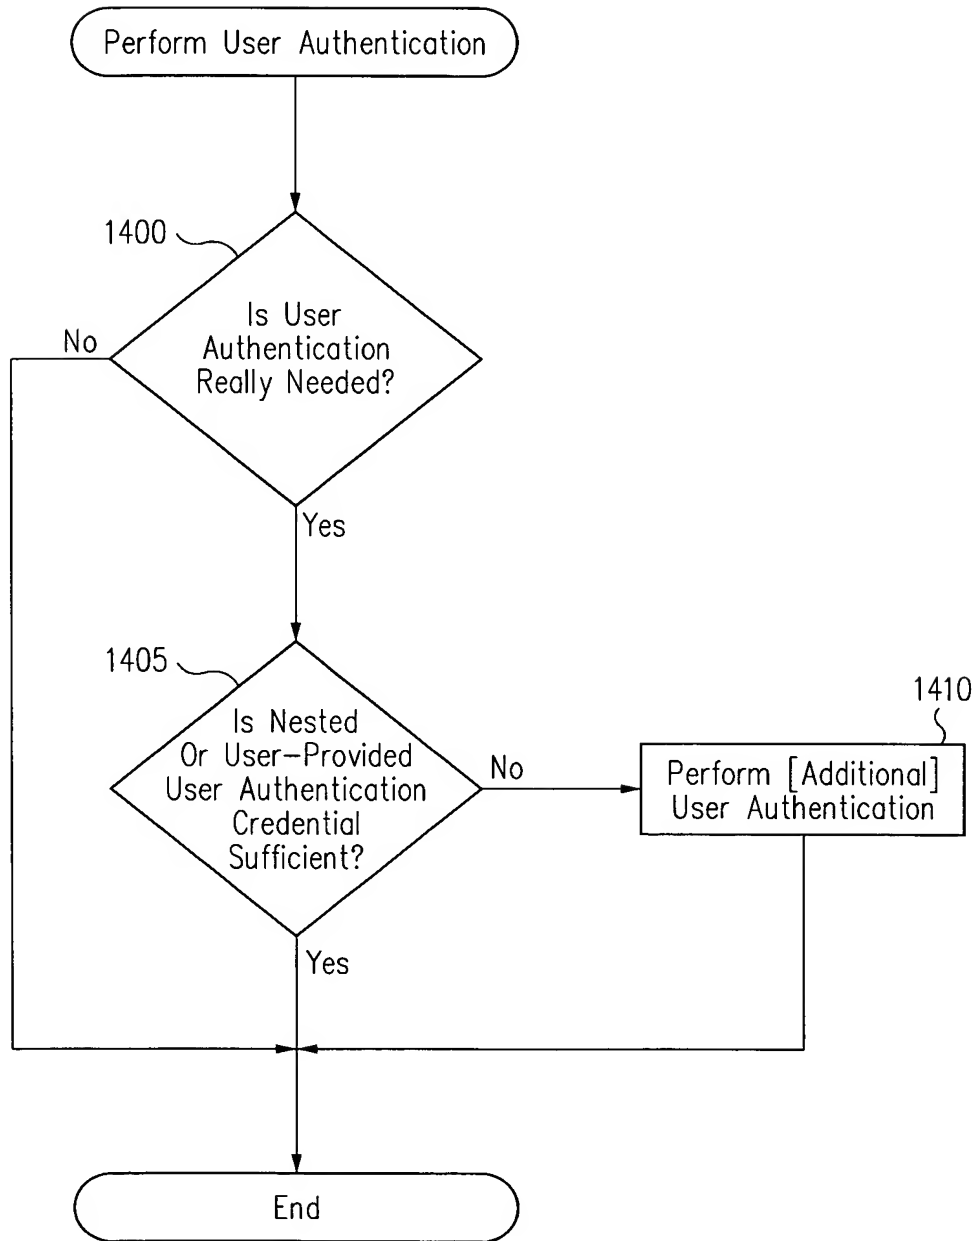 Perform User Authentication
1400
Is User
Authentication
Really Needed?
No
Yes
1405
Is Nested
Or User-Provided
User Authentication
Credential
Sufficient?
No
1410
Perform [Additional]
User Authentication
Yes
End